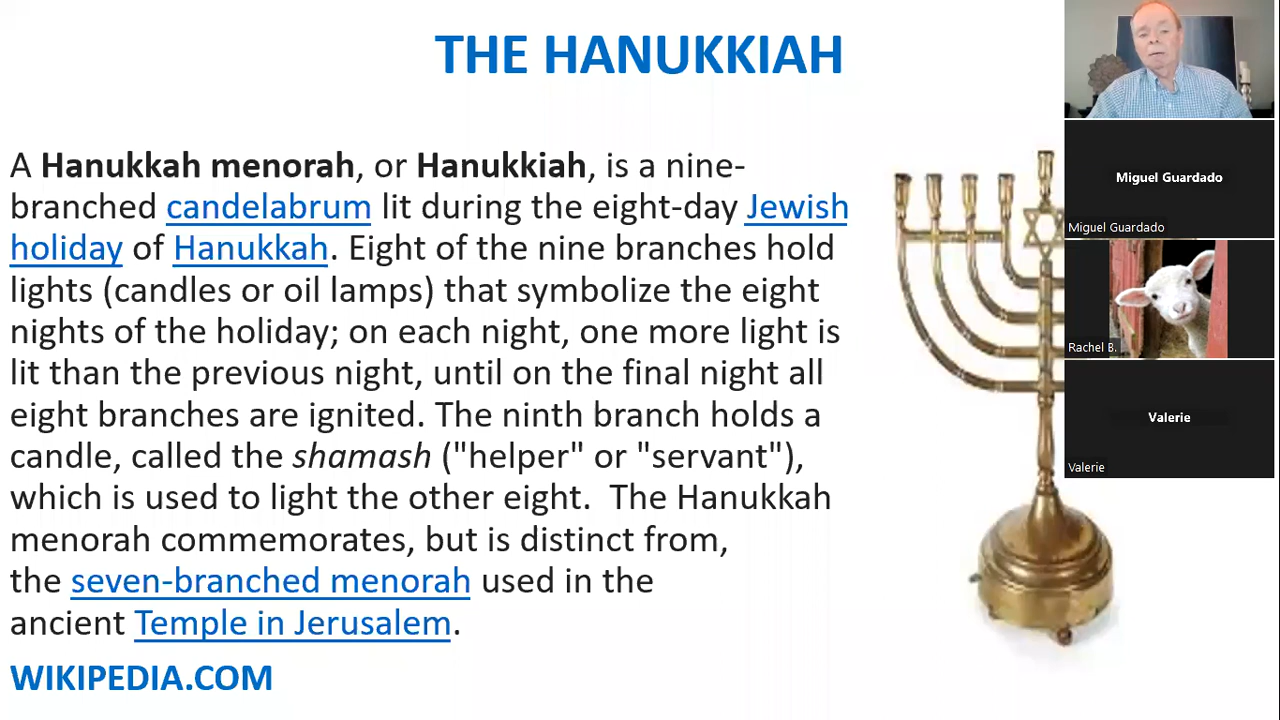 THE HANUKKIAH
A Hanukkah menorah, or Hanukkiah, is a nine-
branched candelabrum lit during the eight-day Jewish
holiday of Hanukkah. Eight of the nine branches hold
lights (candles or oil lamps) that symbolize the eight
nights of the holiday; on each night, one more light is
lit than the previous night, until on the final night all
eight branches are ignited. The ninth branch holds a
candle, called the shamash ("helper" or "servant"),
which is used to light the other eight.  The Hanukkah
menorah commemorates, but is distinct from,
the seven-branched menorah used in the
ancient Temple in Jerusalem.
WIKIPEDIA.COM
Miguel Guardado
Miguel Guardado
Rachel B.
Valerie
Valerie